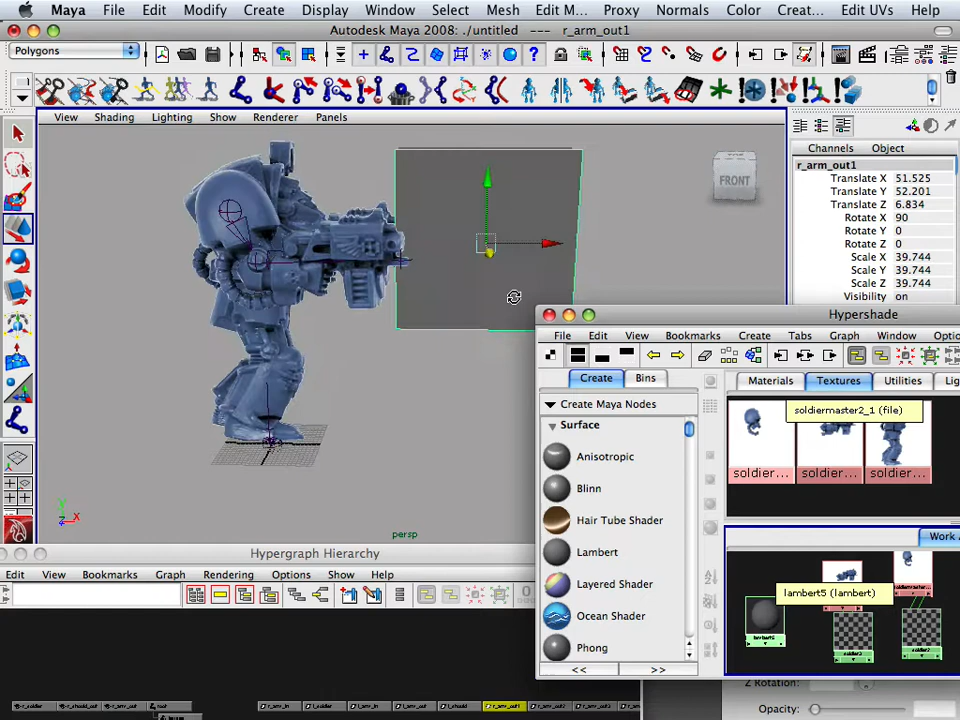 Maya File Edit Modify Create Display Window Select Mesh Edit M... Proxy Normals Color Creat... Edit UVs Help
Autodesk Maya 2008: ./untitled --- r_arm_out1
Polygons
View Shading Lighting Show Renderer Panels
FRONT
persp
Channels Object
r_arm_out1
Translate X 51.525
Translate Y 52.201
Translate Z 6.834
Rotate X 90
Rotate Y 0
Rotate Z 0
Scale X 39.744
Scale Y 39.744
Scale Z 39.744
Visibility on
Hypershade
File Edit View Bookmarks Create Tabs Graph Window Optio
Create Bins
Materials Textures Utilities Lig
Create Maya Nodes
Surface
Anisotropic
Blinn
Hair Tube Shader
Lambert
Layered Shader
Ocean Shader
Phong
<< >>
soldiermaster2_1 (file)
soldier... soldier... soldier...
Work
lambert5 (lambert)
Hypergraph Hierarchy
Edit View Bookmarks Graph Rendering Options Show Help
r_arm_out1
Z Rotation:
Opacity: